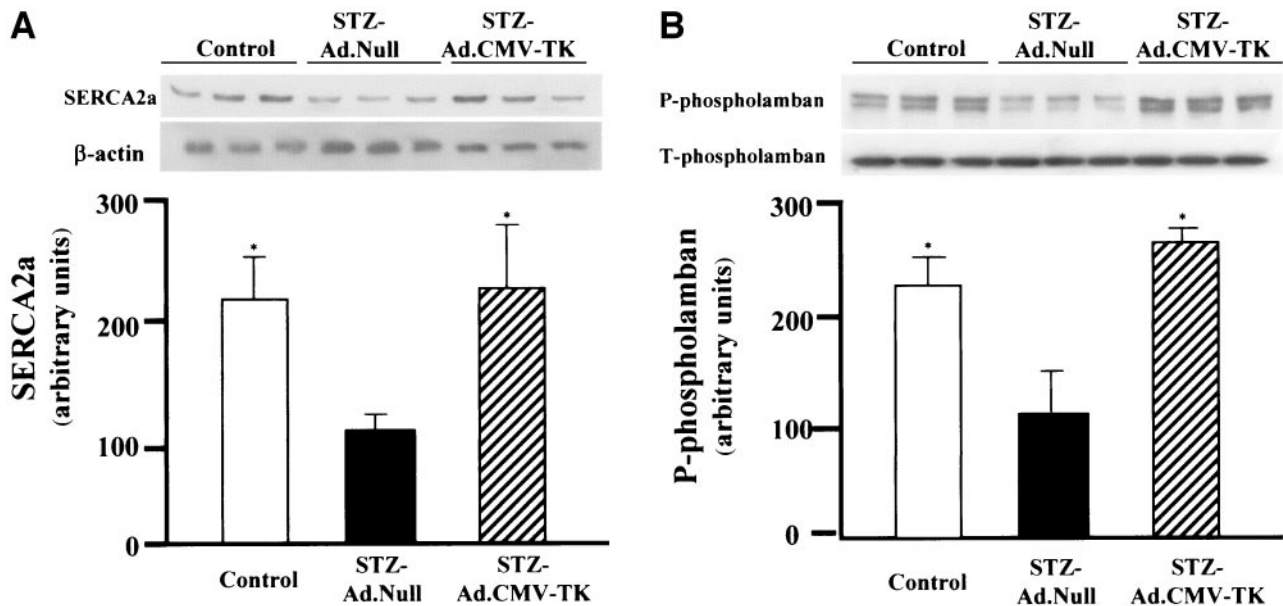 A
Control
STZ-
Ad.Null
STZ-
Ad.CMV-TK
SERCA2a
β-actin
300
200
100
0
SERCA2a
(arbitrary units)
*
*
Control
STZ-
Ad.Null
STZ-
Ad.CMV-TK
B
Control
STZ-
Ad.Null
STZ-
Ad.CMV-TK
P-phospholamban
T-phospholamban
300
200
100
0
P-phospholamban
(arbitrary units)
*
*
Control
STZ-
Ad.Null
STZ-
Ad.CMV-TK